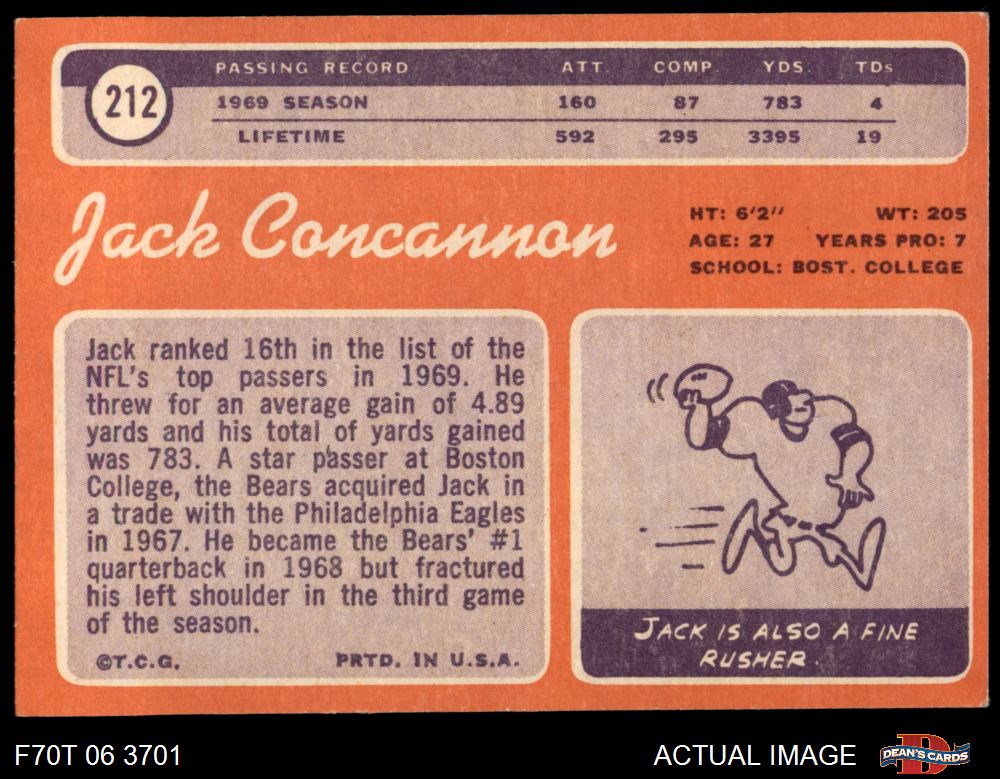 212
PASSING RECORD ATT. COMP. YDS. TDs
1969 SEASON 160 87 783 4
LIFETIME 592 295 3395 19
Jack Concannon
HT: 6'2" WT: 205
AGE: 27 YEARS PRO: 7
SCHOOL: BOST. COLLEGE
Jack ranked 16th in the list of the
NFL's top passers in 1969. He
threw for an average gain of 4.89
yards and his total of yards gained
was 783. A star passer at Boston
College, the Bears acquired Jack in
a trade with the Philadelphia Eagles
in 1967. He became the Bears' #1
quarterback in 1968 but fractured
his left shoulder in the third game
of the season.
©T.C.G. PRTD. IN U.S.A.
JACK IS ALSO A FINE
RUSHER.
F70T 06 3701 ACTUAL IMAGE DEAN'S CARDS